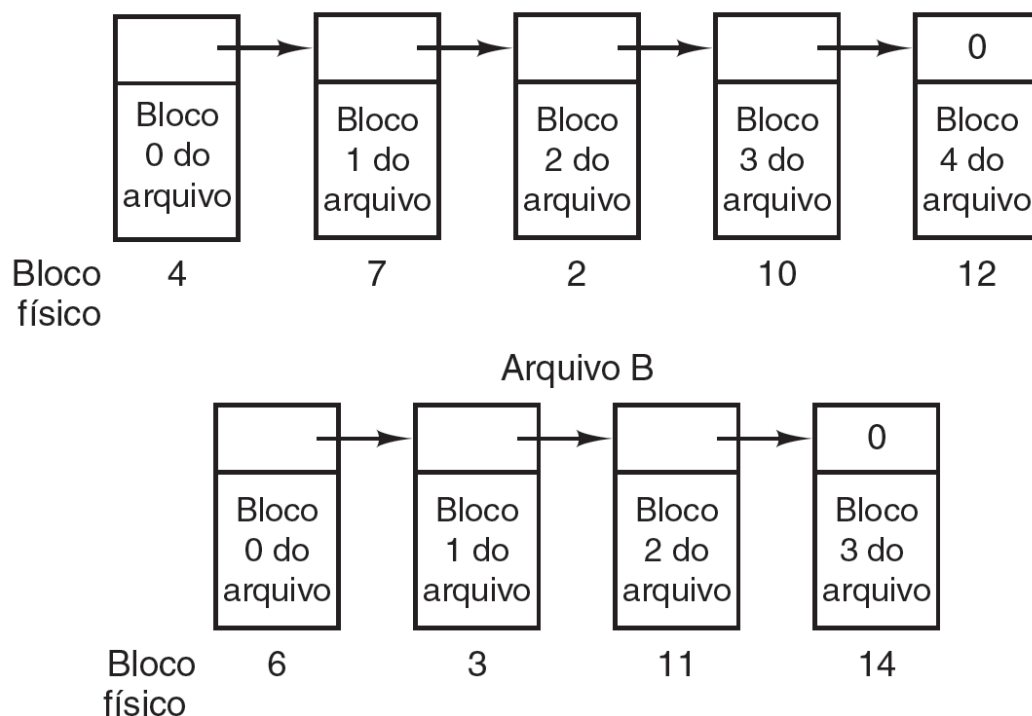 0
Bloco Bloco Bloco Bloco Bloco
0 do 1 do 2 do 3 do 4 do
arquivo arquivo arquivo arquivo arquivo
Bloco 4 7 2 10 12
físico
Arquivo B
0
Bloco Bloco Bloco Bloco
0 do 1 do 2 do 3 do
arquivo arquivo arquivo arquivo
Bloco 6 3 11 14
físico